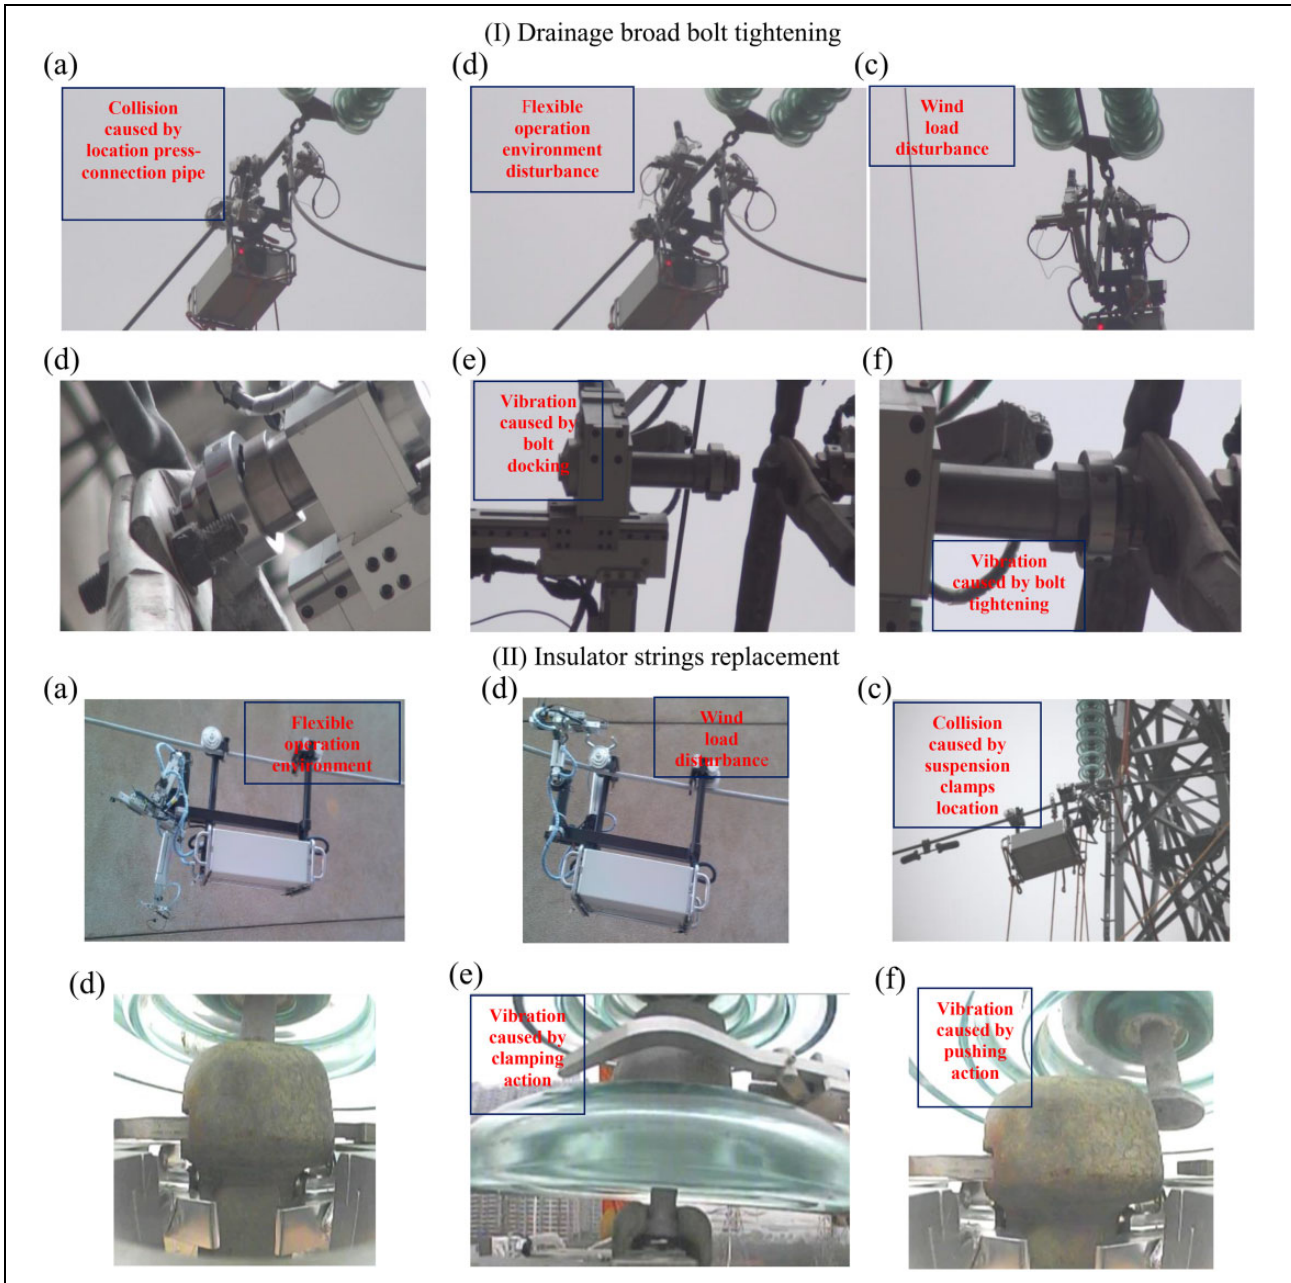 (I) Drainage broad bolt tightening
(a)
(d)
(c)
Collision
caused by
location press-
connection pipe
Flexible
operation
environment
disturbance
Wind
load
disturbance
(d)
(e)
(f)
Vibration
caused by
bolt
docking
Vibration
caused by bolt
tightening
(II) Insulator strings replacement
(a)
(d)
(c)
Flexible
operation
environment
Wind
load
disturbance
Collision
caused by
suspension
clamps
location
(d)
(e)
(f)
Vibration
caused by
clamping
action
Vibration
caused by
pushing
action